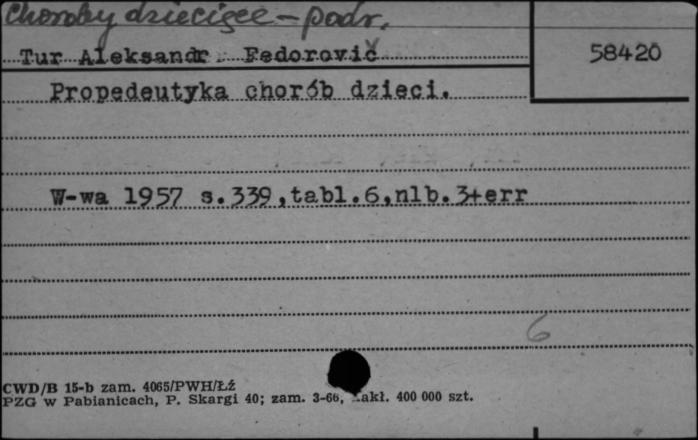 Choroby dziecięce – podr.
Tur Aleksandr Fedorovič
58420
Propedeutyka chorób dzieci.
W-wa 1957 s.339,tabl.6,nlb.3+err
6
CWD/B 15-b zam. 4065/PWH/Łź
PZG w Pabianicach, P. Skargi 40; zam. 3-66, akł. 400 000 szt.